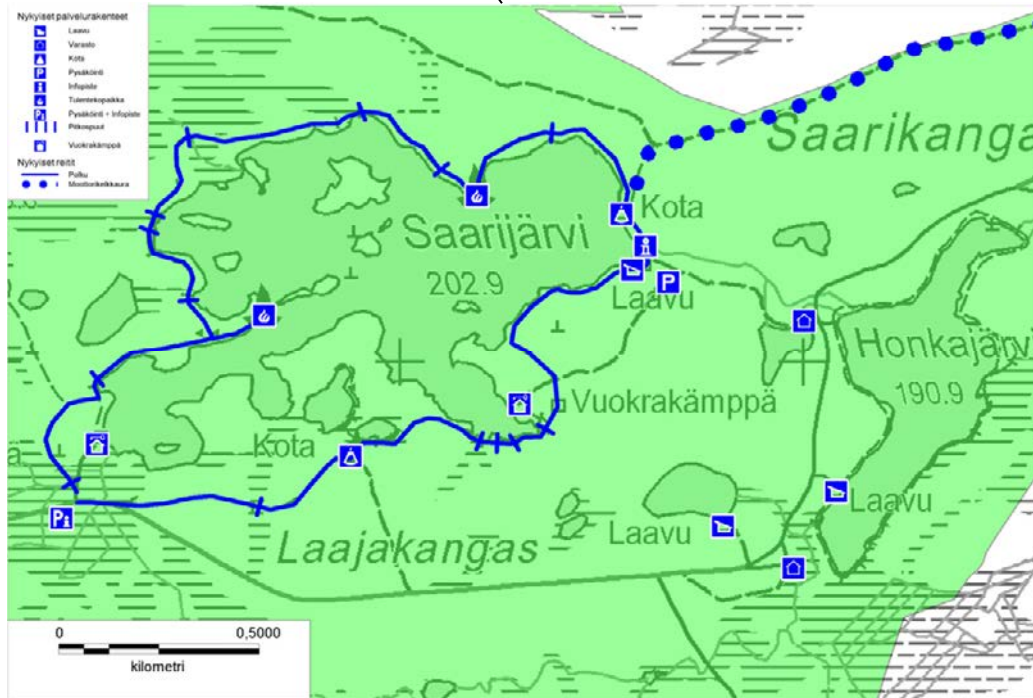 Nykyiset palvelurakenteet
Laavu
Varasto
Kota
Pysäköinti
Infopiste
Tulentekopaikka
Pysäköinti + Infopiste
Pitkospuut
Vuokrakämppä
Nykyiset reitit
Polku
Moottorikelkkaura
Saarikanga
Kota
Saarijärvi
202.9
Laavu
P
Honkajärvi
190.9
Vuokrakämppä
Kota
a
Laavu
Laavu
P
Laajakangas
0 0,5000
kilometri